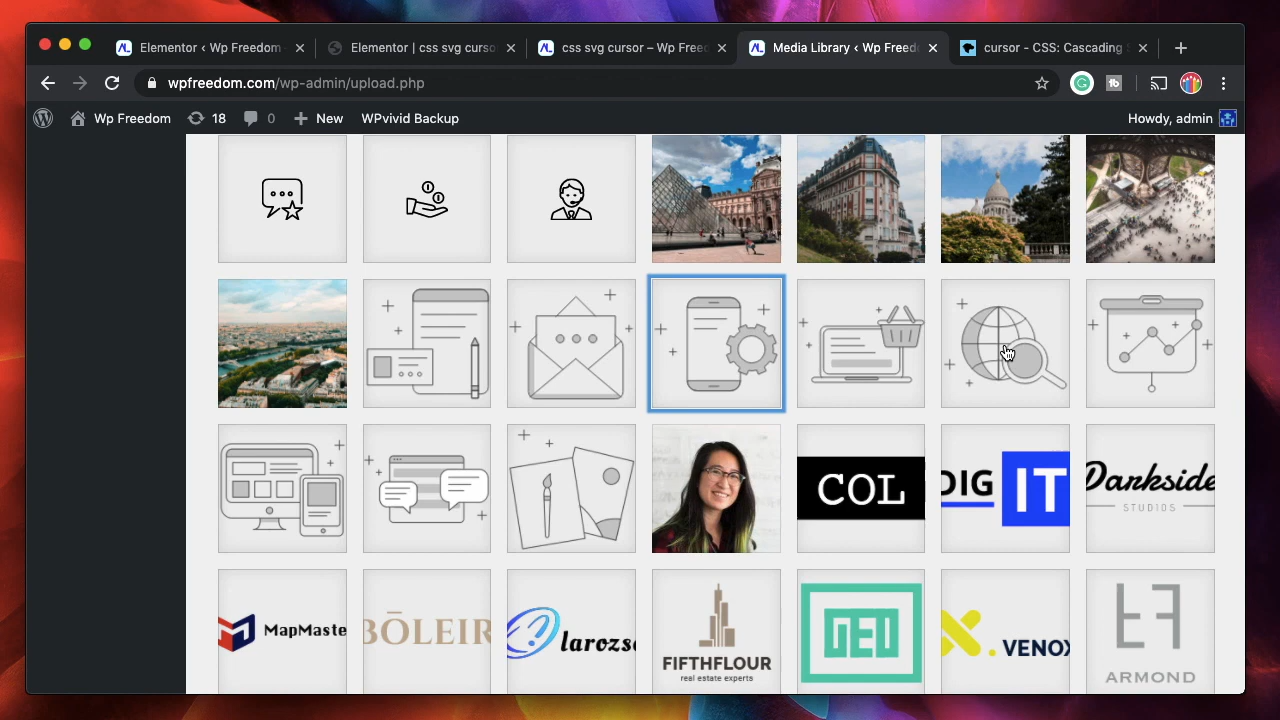 Elementor ‹ Wp Freedom
Elementor | css svg curso
css svg cursor – Wp Free
Media Library ‹ Wp Freed
cursor - CSS: Cascading S
wpfreedom.com/wp-admin/upload.php
Wp Freedom
18
0
New
WPvivid Backup
Howdy, admin
COL
DIG IT
Darkside
STUDIOS
MapMaste
BŌLEIR
larozs
FIFTHFLOUR
real estate experts
GEO
.VENOX
ARMOND